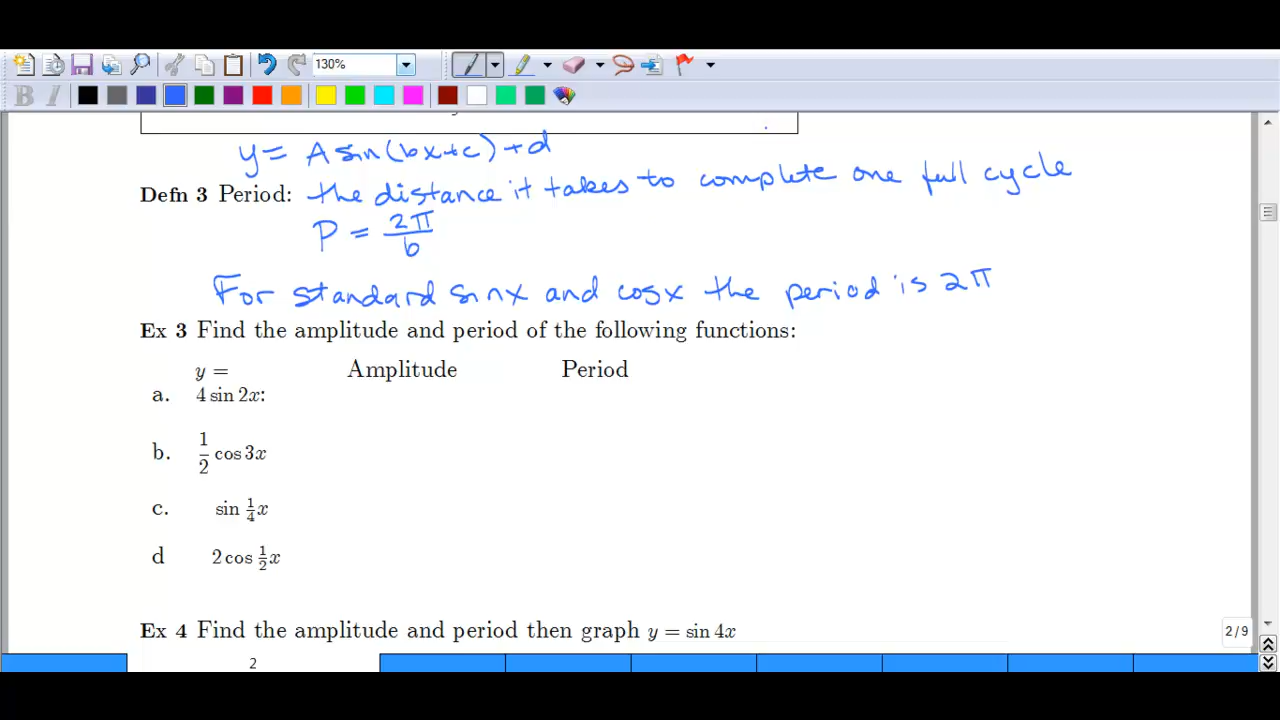 130%
y = A sin(bx+c) + d
Defn 3 Period: the distance it takes to complete one full cycle
P = 2π/b
For standard sinx and cosx the period is 2π
Ex 3 Find the amplitude and period of the following functions:
y = Amplitude Period
a. 4 sin 2x:
b. 1/2 cos 3x
c. sin 1/4 x
d 2 cos 1/2 x
Ex 4 Find the amplitude and period then graph y = sin 4x
2/9
2